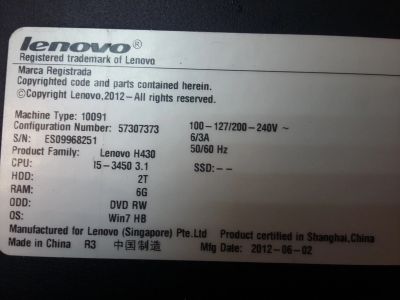 lenovo®
Registered trademark of Lenovo
Marca Registrada
Copyrighted code and parts contained herein.
©Copyright Lenovo,2012-All rights reserved.
Machine Type: 10091
Configuration Number: 57307373 100-127/200-240V ~
S/N: ES09968251 6/3A
Product Family: Lenovo H430 50/60 Hz
CPU: I5-3450 3.1 SSD: --
HDD: 2T
RAM: 6G
ODD: DVD RW
OS: Win7 HB
Manufactured for Lenovo (Singapore) Pte.Ltd Product certified in Shanghai,China
Made in China R3 中国制造 Mfg Date: 2012-06-02